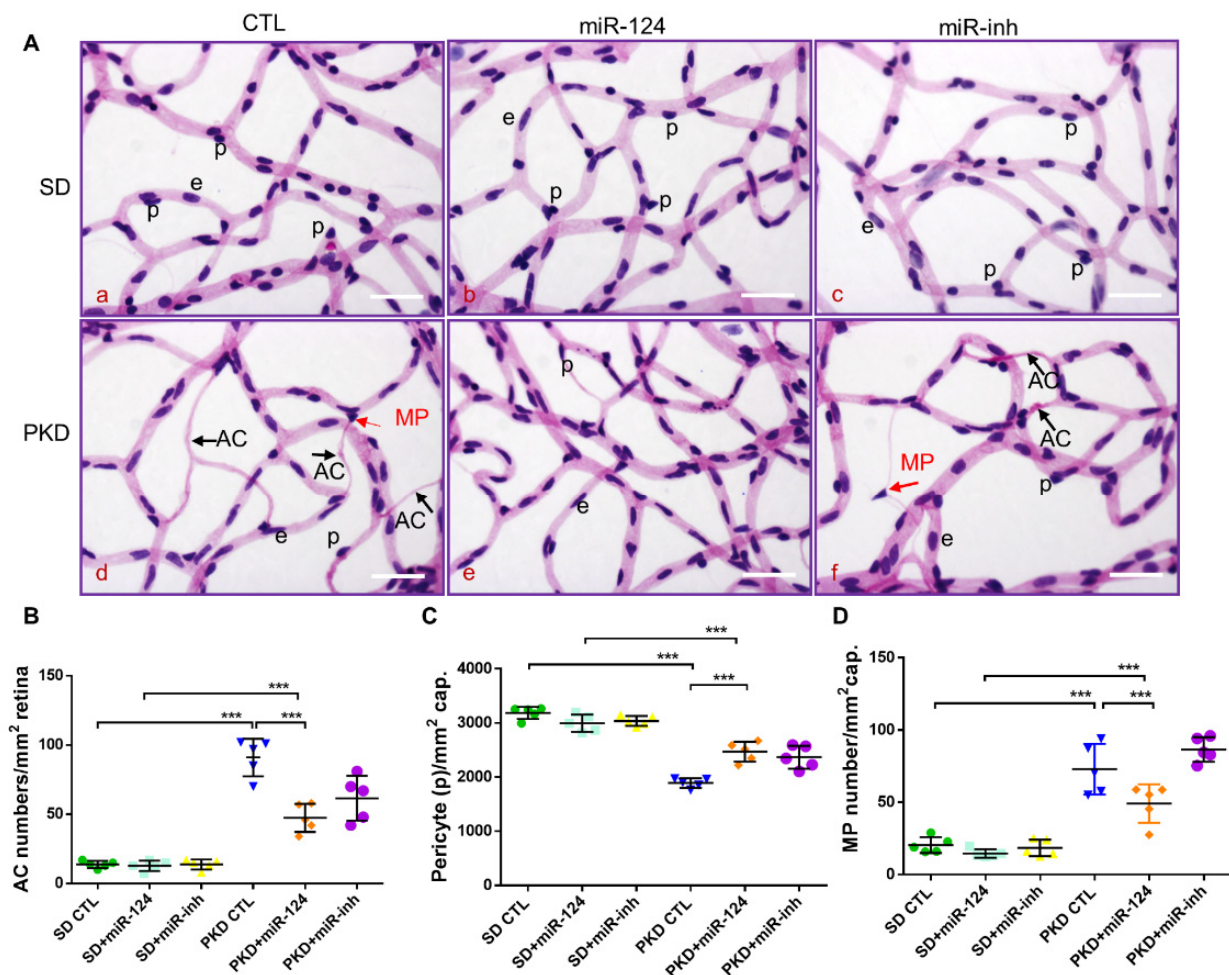 CTL miR-124 miR-inh
A
SD
p
e
p
p
a
e
p
p
p
b
p
e
p
p
c
PKD
AC
MP
AC
AC
e
p
d
p
e
e
AC
AC
MP
p
e
f
B
AC numbers/mm² retina
150
100
50
0
***
***
***
SD CTL
SD+miR-124
SD+miR-inh
PKD CTL
PKD+miR-124
PKD+miR-inh
C
Pericyte (p)/mm² cap.
4000
3000
2000
1000
0
***
***
***
SD CTL
SD+miR-124
SD+miR-inh
PKD CTL
PKD+miR-124
PKD+miR-inh
D
MP number/mm² cap.
150
100
50
0
***
***
***
SD CTL
SD+miR-124
SD+miR-inh
PKD CTL
PKD+miR-124
PKD+miR-inh